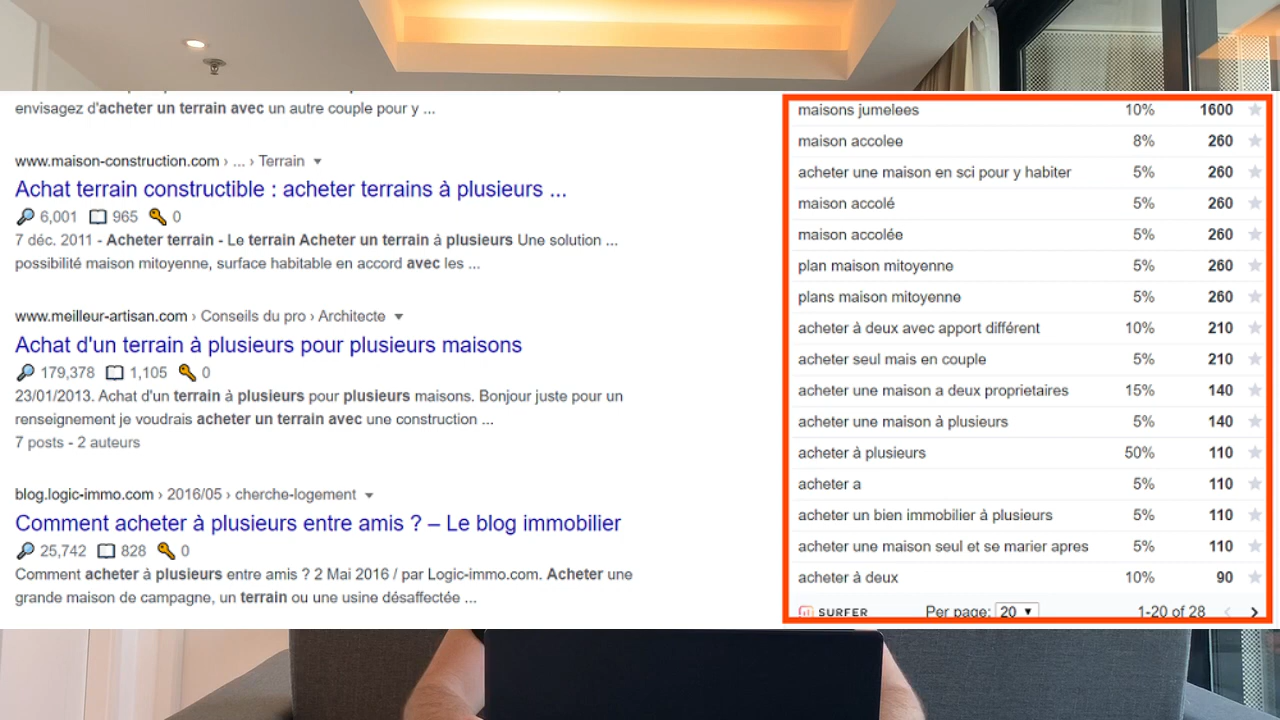 envisagez d'acheter un terrain avec un autre couple pour y ...
www.maison-construction.com › ... › Terrain
Achat terrain constructible : acheter terrains à plusieurs ...
6,001 965 0
7 déc. 2011 - Acheter terrain - Le terrain Acheter un terrain à plusieurs Une solution ...
possibilité maison mitoyenne, surface habitable en accord avec les ...
www.meilleur-artisan.com › Conseils du pro › Architecte
Achat d'un terrain à plusieurs pour plusieurs maisons
179,378 1,105 0
23/01/2013. Achat d'un terrain à plusieurs pour plusieurs maisons. Bonjour juste pour un
renseignement je voudrais acheter un terrain avec une construction ...
7 posts - 2 auteurs
blog.logic-immo.com › 2016/05 › cherche-logement
Comment acheter à plusieurs entre amis ? – Le blog immobilier
25,742 828 0
Comment acheter à plusieurs entre amis ? 2 Mai 2016 / par Logic-immo.com. Acheter une
grande maison de campagne, un terrain ou une usine désaffectée ...
maisons jumelees 10% 1600
maison accolee 8% 260
acheter une maison en sci pour y habiter 5% 260
maison accolé 5% 260
maison accolée 5% 260
plan maison mitoyenne 5% 260
plans maison mitoyenne 5% 260
acheter à deux avec apport différent 10% 210
acheter seul mais en couple 5% 210
acheter une maison a deux proprietaires 15% 140
acheter une maison à plusieurs 5% 140
acheter à plusieurs 50% 110
acheter a 5% 110
acheter un bien immobilier à plusieurs 5% 110
acheter une maison seul et se marier apres 5% 110
acheter à deux 10% 90
SURFER Per page: 20 1-20 of 28